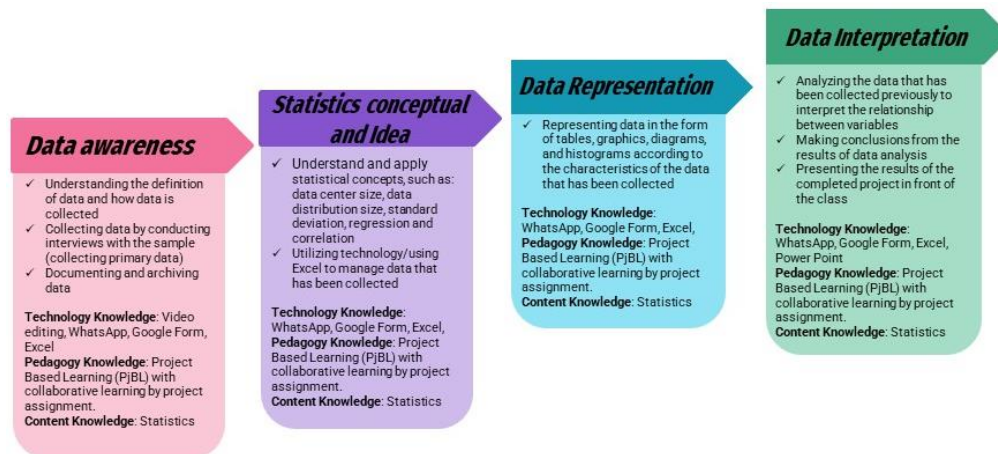 Data awareness
✓ Understanding the definition
of data and how data is
collected
✓ Collecting data by conducting
interviews with the sample
(collecting primary data)
✓ Documenting and archiving
data
Technology Knowledge: Video
editing, WhatsApp, Google Form,
Excel
Pedagogy Knowledge: Project
Based Learning (PjBL) with
collaborative learning by project
assignment.
Content Knowledge: Statistics
Statistics conceptual
and Idea
✓ Understand and apply
statistical concepts, such as:
data center size, data
distribution size, standard
deviation, regression and
correlation
✓ Utilizing technology/using
Excel to manage data that
has been collected
Technology Knowledge:
WhatsApp, Google Form, Excel,
Pedagogy Knowledge: Project
Based Learning (PjBL) with
collaborative learning by project
assignment.
Content Knowledge: Statistics
Data Representation
✓ Representing data in the form
of tables, graphics, diagrams,
and histograms according to
the characteristics of the data
that has been collected
Technology Knowledge:
WhatsApp, Google Form, Excel,
Pedagogy Knowledge: Project
Based Learning (PjBL) with
collaborative learning by project
assignment.
Content Knowledge: Statistics
Data Interpretation
✓ Analyzing the data that has
been collected previously to
interpret the relationship
between variables
✓ Making conclusions from the
results of data analysis
✓ Presenting the results of the
completed project in front of
the class
Technology Knowledge:
WhatsApp, Google Form, Excel,
Power Point
Pedagogy Knowledge: Project
Based Learning (PjBL) with
collaborative learning by project
assignment.
Content Knowledge: Statistics